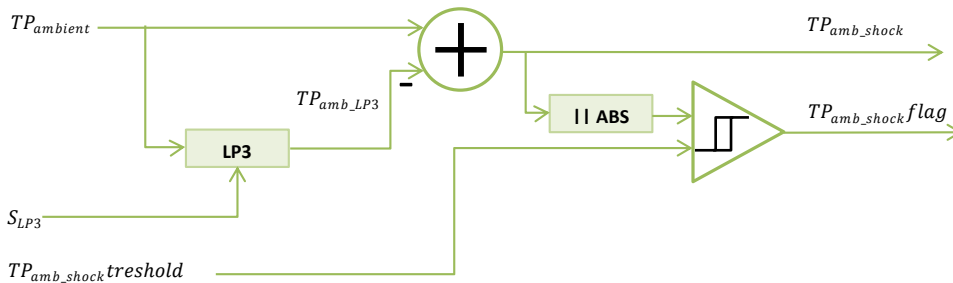 TP_ambient
TP_amb_shock
TP_amb_LP3
-
|| ABS
TP_amb_shock flag
LP3
S_LP3
TP_amb_shock treshold